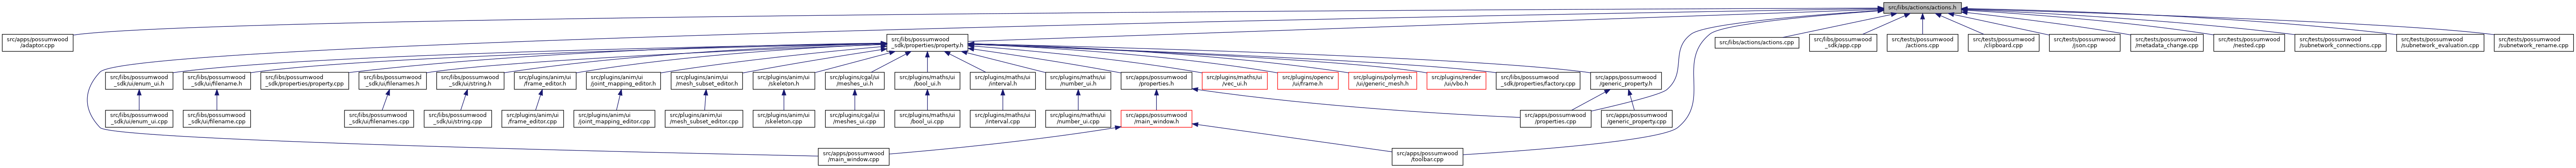 src/libs/actions/actions.h
src/apps/possumwood
/adaptor.cpp
src/libs/possumwood
_sdk/properties/property.h
src/libs/actions/actions.cpp
src/libs/possumwood
_sdk/app.cpp
src/tests/possumwood
/actions.cpp
src/tests/possumwood
/clipboard.cpp
src/tests/possumwood
/json.cpp
src/tests/possumwood
/metadata_change.cpp
src/tests/possumwood
/nested.cpp
src/tests/possumwood
/subnetwork_connections.cpp
src/tests/possumwood
/subnetwork_evaluation.cpp
src/tests/possumwood
/subnetwork_rename.cpp
src/libs/possumwood
_sdk/ui/enum_ui.h
src/libs/possumwood
_sdk/ui/filename.h
src/libs/possumwood
_sdk/properties/property.cpp
src/libs/possumwood
_sdk/ui/filenames.h
src/libs/possumwood
_sdk/ui/string.h
src/plugins/anim/ui
/frame_editor.h
src/plugins/anim/ui
/joint_mapping_editor.h
src/plugins/anim/ui
/mesh_subset_editor.h
src/plugins/anim/ui
/skeleton.h
src/plugins/cgal/ui
/meshes_ui.h
src/plugins/maths/ui
/bool_ui.h
src/plugins/maths/ui
/interval.h
src/plugins/maths/ui
/number_ui.h
src/apps/possumwood
/properties.h
src/plugins/maths/ui
/vec_ui.h
src/plugins/opencv
/ui/frame.h
src/plugins/polymesh
/ui/generic_mesh.h
src/plugins/render
/ui/vbo.h
src/libs/possumwood
_sdk/properties/factory.cpp
src/apps/possumwood
/generic_property.h
src/libs/possumwood
_sdk/ui/enum_ui.cpp
src/libs/possumwood
_sdk/ui/filename.cpp
src/libs/possumwood
_sdk/ui/filenames.cpp
src/libs/possumwood
_sdk/ui/string.cpp
src/plugins/anim/ui
/frame_editor.cpp
src/plugins/anim/ui
/joint_mapping_editor.cpp
src/plugins/anim/ui
/mesh_subset_editor.cpp
src/plugins/anim/ui
/skeleton.cpp
src/plugins/cgal/ui
/meshes_ui.cpp
src/plugins/maths/ui
/bool_ui.cpp
src/plugins/maths/ui
/interval.cpp
src/plugins/maths/ui
/number_ui.cpp
src/apps/possumwood
/main_window.h
src/apps/possumwood
/properties.cpp
src/apps/possumwood
/generic_property.cpp
src/apps/possumwood
/main_window.cpp
src/apps/possumwood
/toolbar.cpp